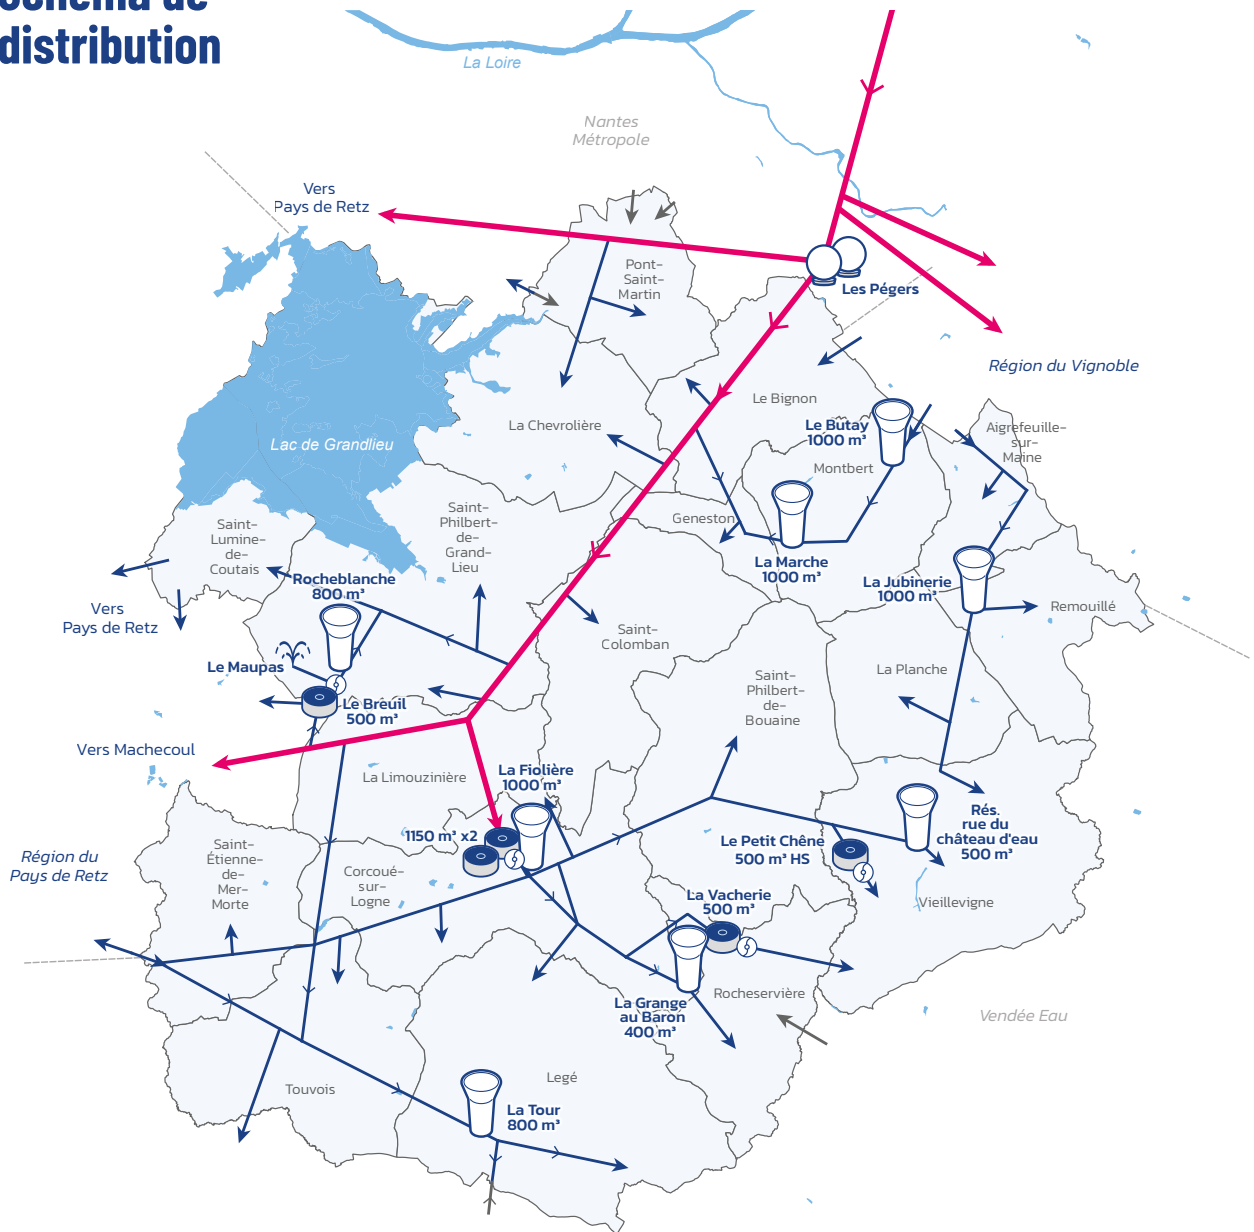 Schéma de
distribution
La Loire
Nantes
Métropole
Vers
Pays de Retz
Pont-
Saint-
Martin
Les Pégers
Région du Vignoble
Le Bignon
La Chevrolière
Le Butay
1000 m³
Aigrefeuille-
sur-
Maine
Lac de Grandlieu
Montbert
Saint-
Philbert-
de-
Grand-
Lieu
Geneston
Saint-
Lumine-
de-
Coutais
La Marche
1000 m³
La Jubinerie
1000 m³
Rocheblanche
800 m³
Vers
Pays de Retz
Remouillé
Saint-
Colomban
Le Maupas
La Planche
Saint-
Philbert-
de-
Bouaine
Le Breuil
500 m³
Vers Machecoul
La Limouzinière
La Fiolière
1000 m³
1150 m³ x2
Rés.
rue du
château d'eau
500 m³
Le Petit Chêne
500 m³ HS
Région du
Pays de Retz
Saint-
Étienne-
de-
Mer-
Morte
Corcoué-
sur-
Logne
La Vacherie
500 m³
Vieillevigne
Rocheservière
La Grange
au Baron
400 m³
Vendée Eau
Touvois
Legé
La Tour
800 m³